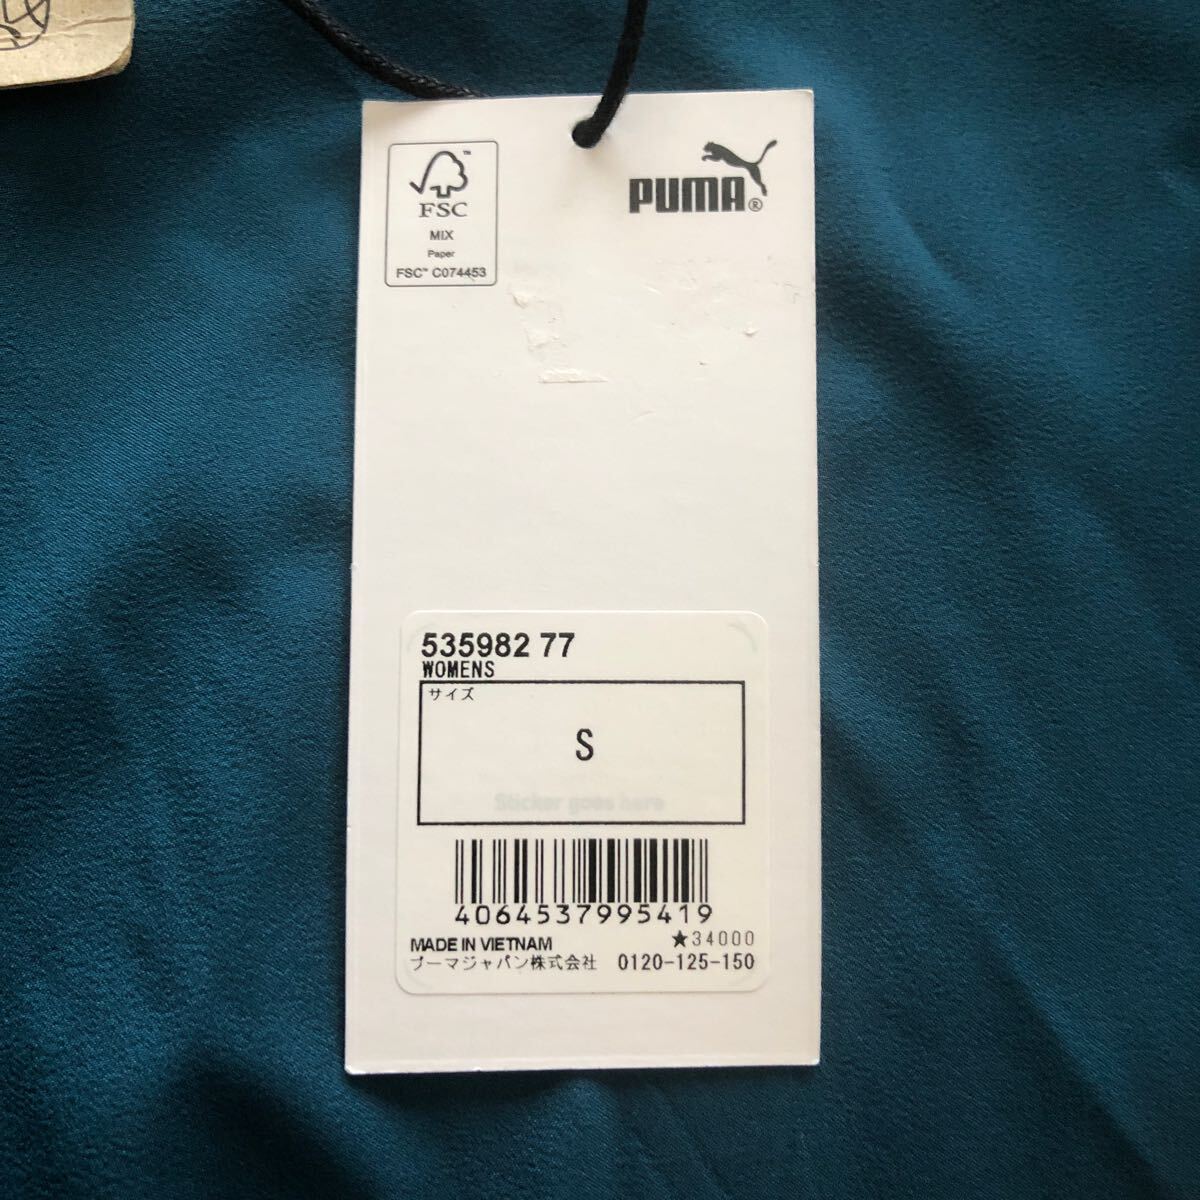 FSC™
MIX
Paper
FSC™ C074453
PUMA®
535982 77
WOMENS
サイズ
S
Sticker goes here
4064537995419
MADE IN VIETNAM
★34000
プーマジャパン株式会社 0120-125-150